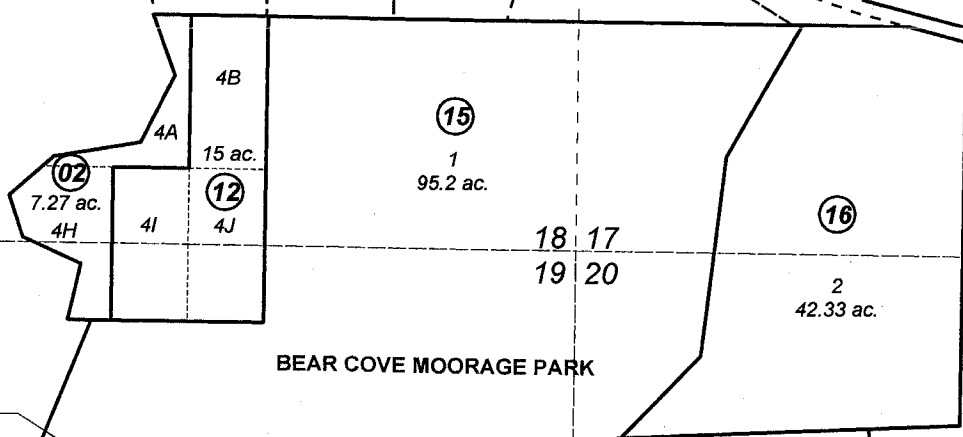 4B
15
4A
15 ac.
1
02
95.2 ac.
7.27 ac.
12
16
4H
4I
4J
18 17
19 20
2
42.33 ac.
BEAR COVE MOORAGE PARK